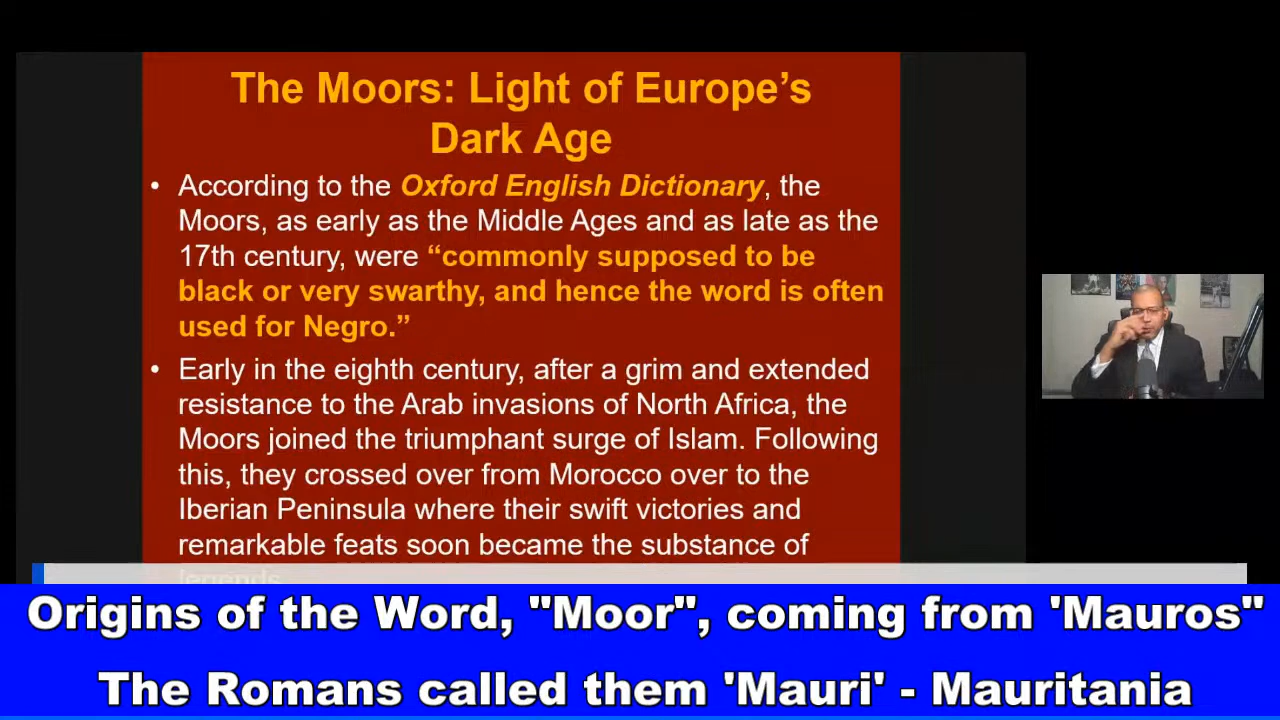 The Moors: Light of Europe's
Dark Age
• According to the Oxford English Dictionary, the
Moors, as early as the Middle Ages and as late as the
17th century, were “commonly supposed to be
black or very swarthy, and hence the word is often
used for Negro.”
• Early in the eighth century, after a grim and extended
resistance to the Arab invasions of North Africa, the
Moors joined the triumphant surge of Islam. Following
this, they crossed over from Morocco over to the
Iberian Peninsula where their swift victories and
remarkable feats soon became the substance of
legends.
Origins of the Word, "Moor", coming from 'Mauros"
The Romans called them 'Mauri' - Mauritania